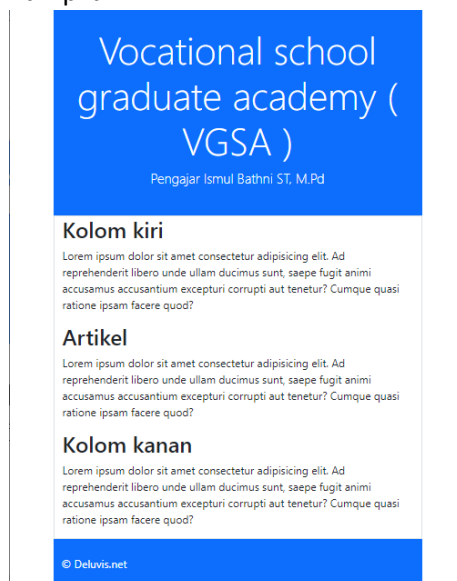 Vocational school
graduate academy (
VGSA )
Pengajar Ismul Bathni ST, M.Pd
Kolom kiri
Lorem ipsum dolor sit amet consectetur adipisicing elit. Ad
reprehenderit libero unde ullam ducimus sunt, saepe fugit animi
accusamus accusantium excepturi corrupti aut tenetur? Cumque quasi
ratione ipsam facere quod?
Artikel
Lorem ipsum dolor sit amet consectetur adipisicing elit. Ad
reprehenderit libero unde ullam ducimus sunt, saepe fugit animi
accusamus accusantium excepturi corrupti aut tenetur? Cumque quasi
ratione ipsam facere quod?
Kolom kanan
Lorem ipsum dolor sit amet consectetur adipisicing elit. Ad
reprehenderit libero unde ullam ducimus sunt, saepe fugit animi
accusamus accusantium excepturi corrupti aut tenetur? Cumque quasi
ratione ipsam facere quod?
© Deluvis.net